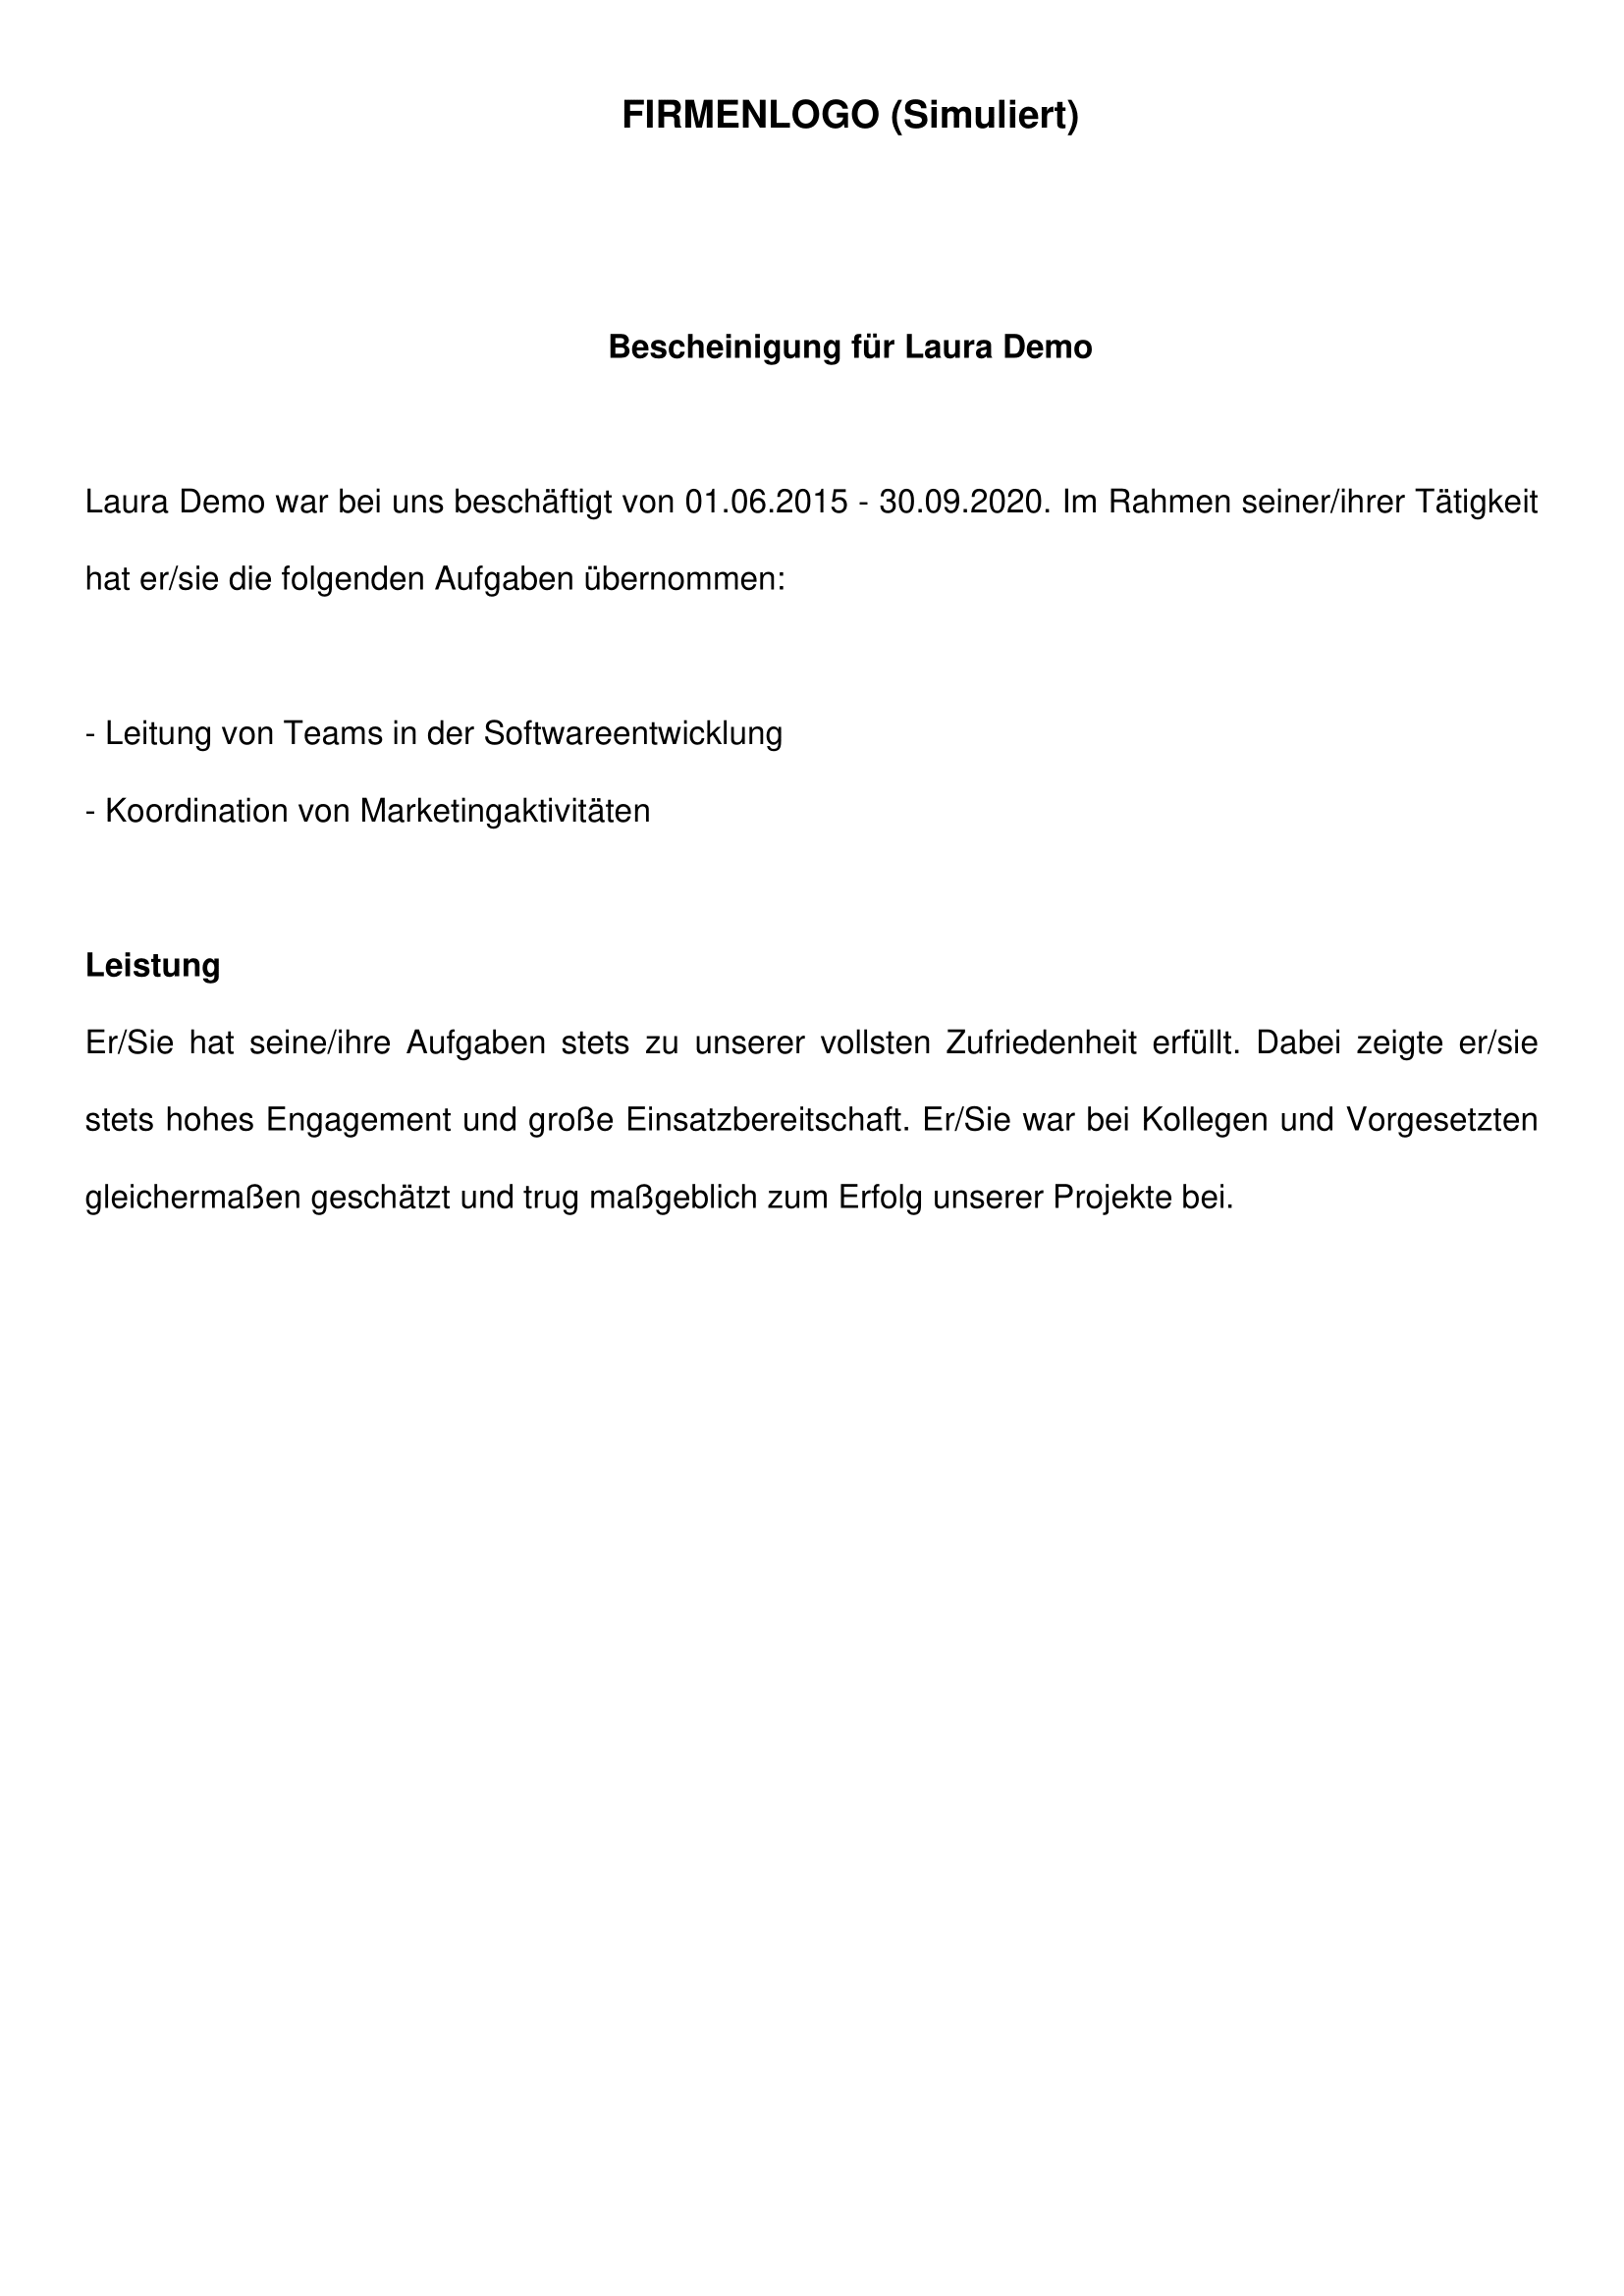 FIRMENLOGO (Simuliert)
Bescheinigung für Laura Demo
Laura Demo war bei uns beschäftigt von 01.06.2015 - 30.09.2020. Im Rahmen seiner/ihrer Tätigkeit
hat er/sie die folgenden Aufgaben übernommen:
- Leitung von Teams in der Softwareentwicklung
- Koordination von Marketingaktivitäten
Leistung
Er/Sie hat seine/ihre Aufgaben stets zu unserer vollsten Zufriedenheit erfüllt. Dabei zeigte er/sie
stets hohes Engagement und große Einsatzbereitschaft. Er/Sie war bei Kollegen und Vorgesetzten
gleichermaßen geschätzt und trug maßgeblich zum Erfolg unserer Projekte bei.